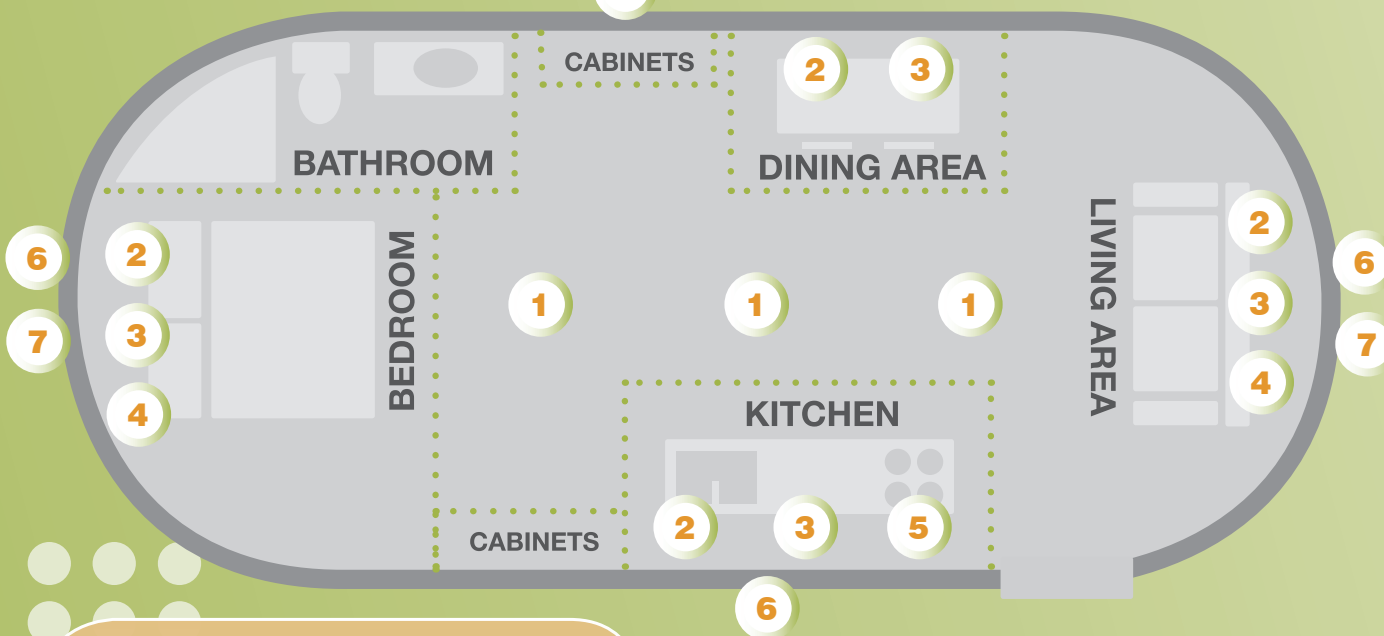 CABINETS
2 3
BATHROOM
DINING AREA
6 2
BEDROOM
LIVING AREA
2 6
1 1 1
3
7 3
7
4
4
KITCHEN
CABINETS
2 3 5
6